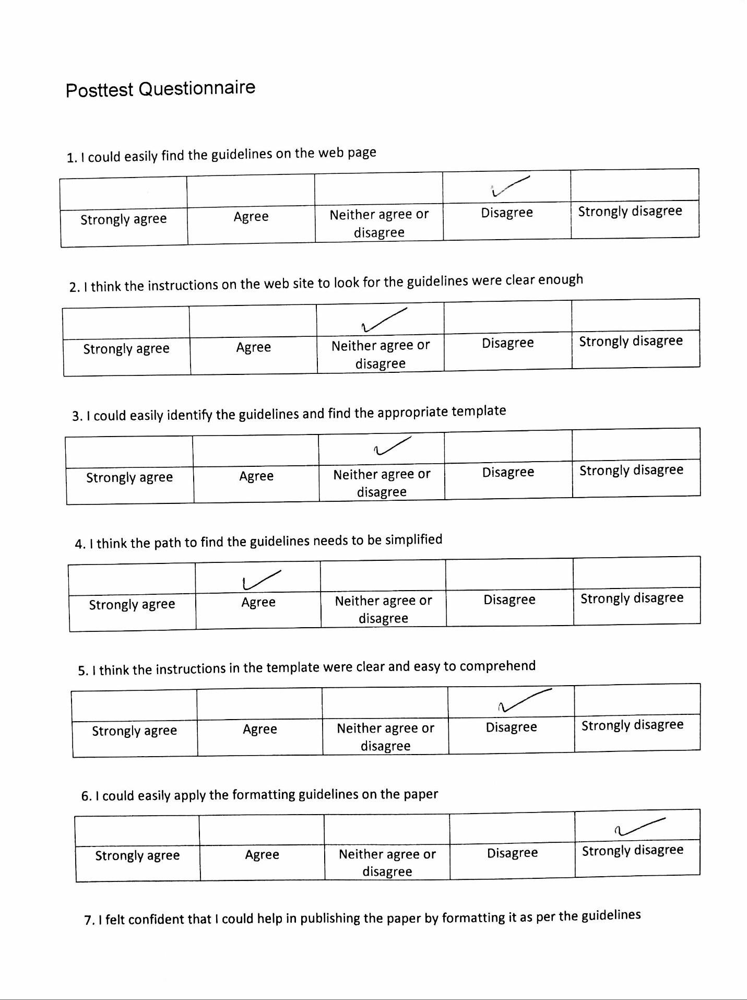 Posttest Questionnaire
1. I could easily find the guidelines on the web page
Strongly agree Agree Neither agree or disagree Disagree Strongly disagree
2. I think the instructions on the web site to look for the guidelines were clear enough
Strongly agree Agree Neither agree or disagree Disagree Strongly disagree
3. I could easily identify the guidelines and find the appropriate template
Strongly agree Agree Neither agree or disagree Disagree Strongly disagree
4. I think the path to find the guidelines needs to be simplified
Strongly agree Agree Neither agree or disagree Disagree Strongly disagree
5. I think the instructions in the template were clear and easy to comprehend
Strongly agree Agree Neither agree or disagree Disagree Strongly disagree
6. I could easily apply the formatting guidelines on the paper
Strongly agree Agree Neither agree or disagree Disagree Strongly disagree
7. I felt confident that I could help in publishing the paper by formatting it as per the guidelines